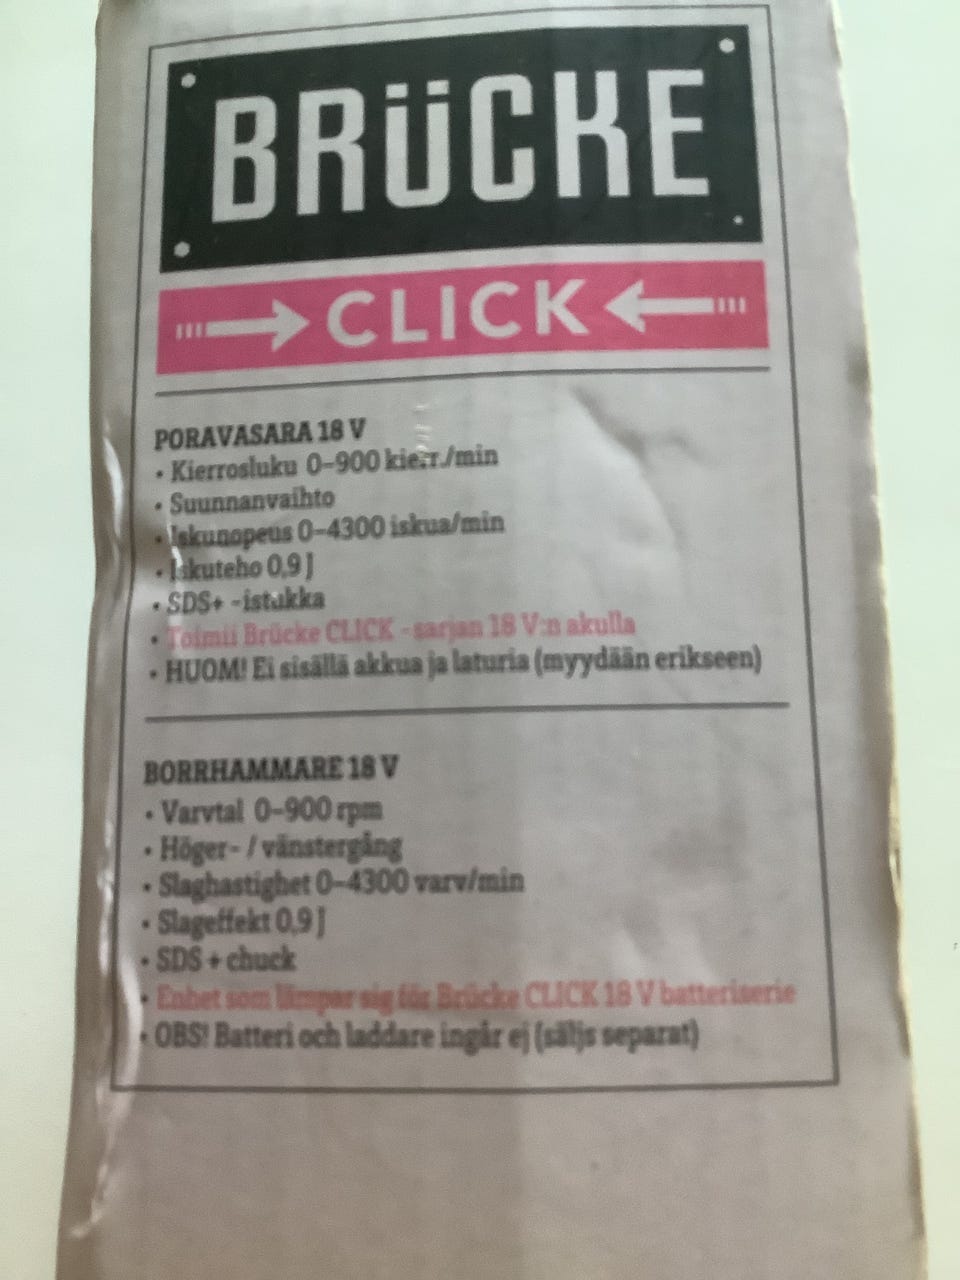 BRÜCKE
CLICK
PORAVASARA 18 V
• Kierrosluku 0–900 kierr./min
• Suunnanvaihto
• Iskunopeus 0–4300 iskua/min
• Iskuteho 0,9 J
• SDS+ -istukka
• Toimii Brücke CLICK -sarjan 18 V:n akulla
• HUOM! Ei sisällä akkua ja laturia (myydään erikseen)
BORRHAMMARE 18 V
• Varvtal 0–900 rpm
• Höger- / vänstergång
• Slaghastighet 0–4300 varv/min
• Slageffekt 0,9 J
• SDS + chuck
• Enhet som lämpar sig för Brücke CLICK 18 V batteriserie
• OBS! Batteri och laddare ingår ej (säljs separat)